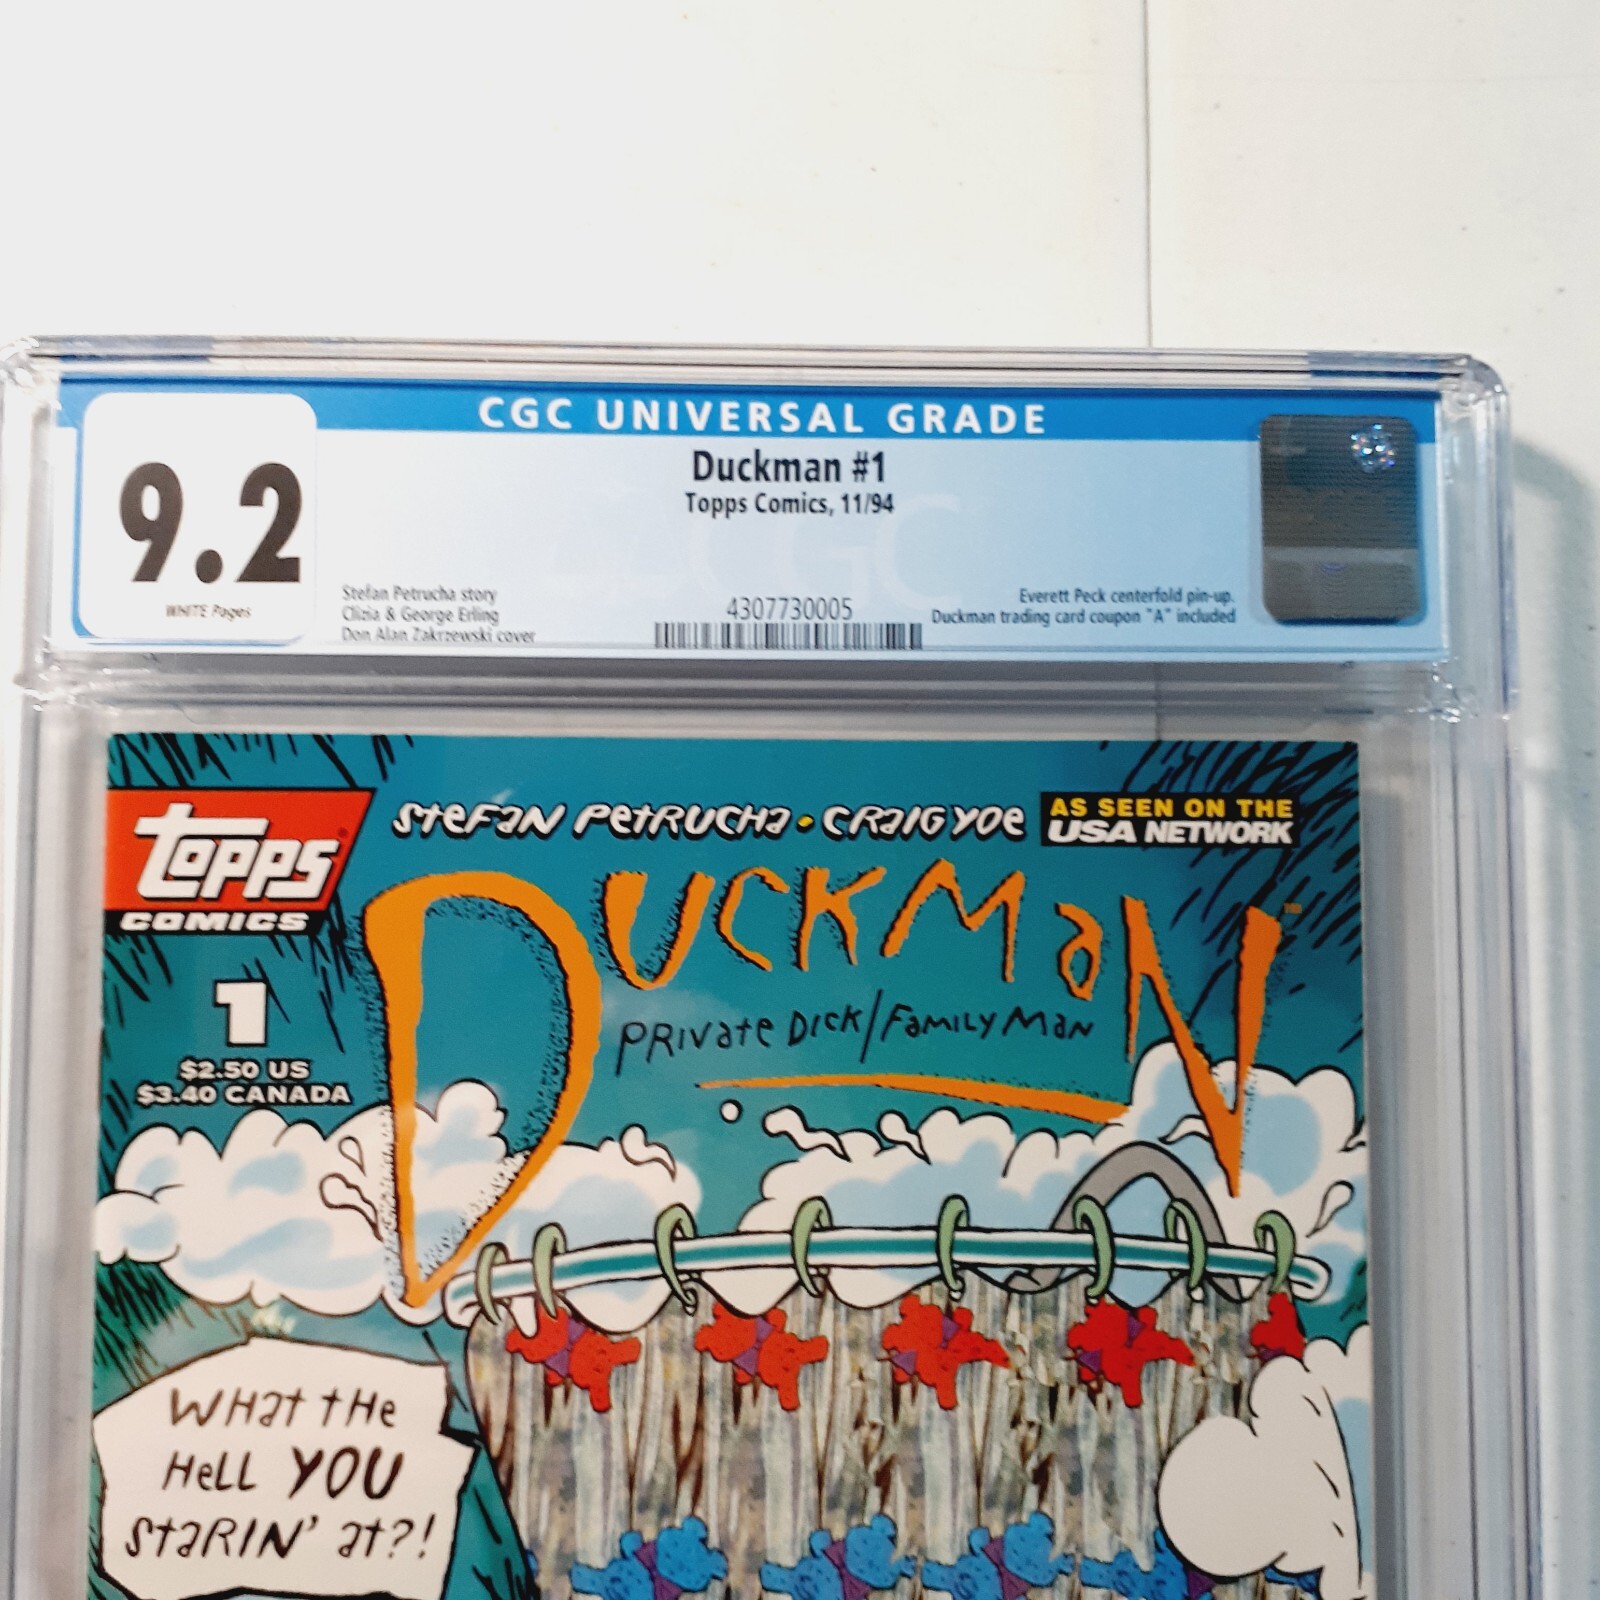 CGC UNIVERSAL GRADE
9.2
WHITE Pages
Duckman #1
Topps Comics, 11/94
Stefan Petrucha story
Clizia & George Erling
Don Alan Zakrzewski cover
4307730005
Everett Peck centerfold pin-up.
Duckman trading card coupon "A" included
CGC
topps®
COMICS
STEFAN PETRUCHA • CRAIG YOE
AS SEEN ON THE
USA NETWORK
DUCKMAN™
PRIVATE DICK/FAMILY MAN
1
$2.50 US
$3.40 CANADA
WHAT THE
HELL YOU
STARIN' AT?!